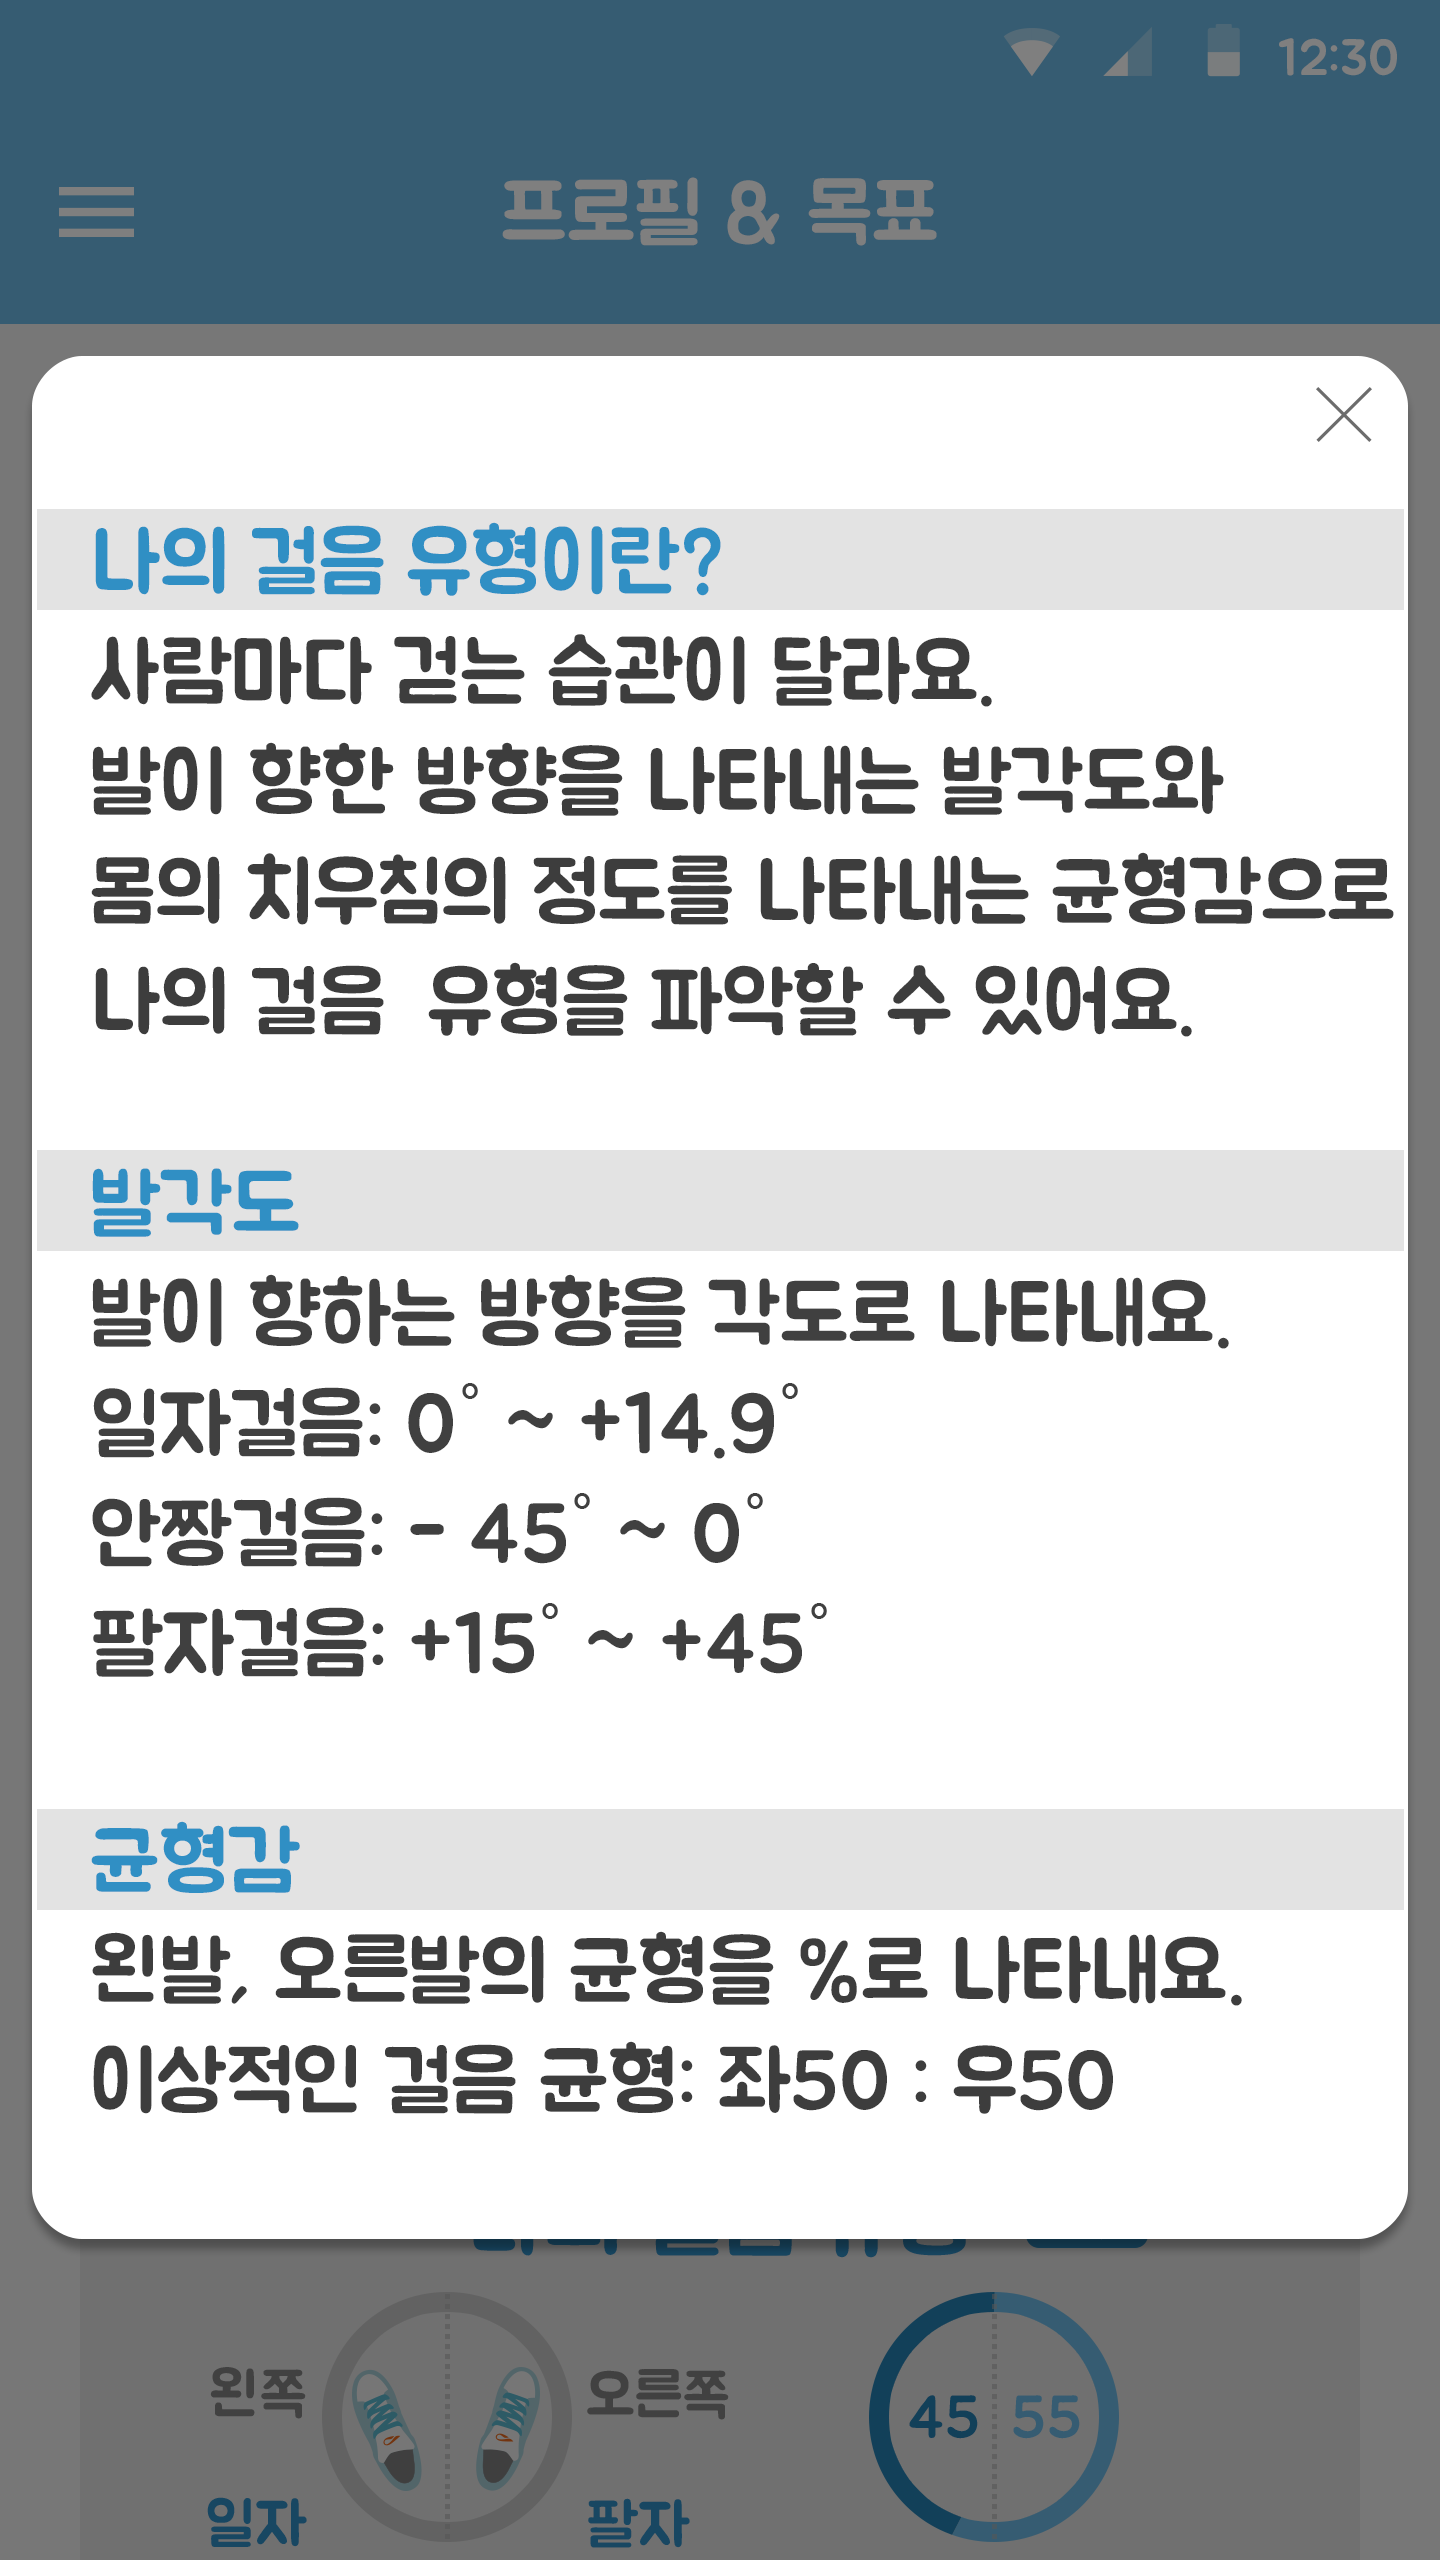 12:30
프로필 & 목표
나의 걸음 유형이란?
사람마다 걷는 습관이 달라요.
발이 향한 방향을 나타내는 발각도와
몸의 치우침의 정도를 나타내는 균형감으로
나의 걸음  유형을 파악할 수 있어요.
발각도
발이 향하는 방향을 각도로 나타내요.
일자걸음: 0° ~ +14.9°
안짱걸음: - 45° ~ 0°
팔자걸음: +15° ~ +45°
균형감
왼발, 오른발의 균형을 %로 나타내요.
이상적인 걸음 균형: 좌50 : 우50
왼쪽 오른쪽
45 55
일자 팔자